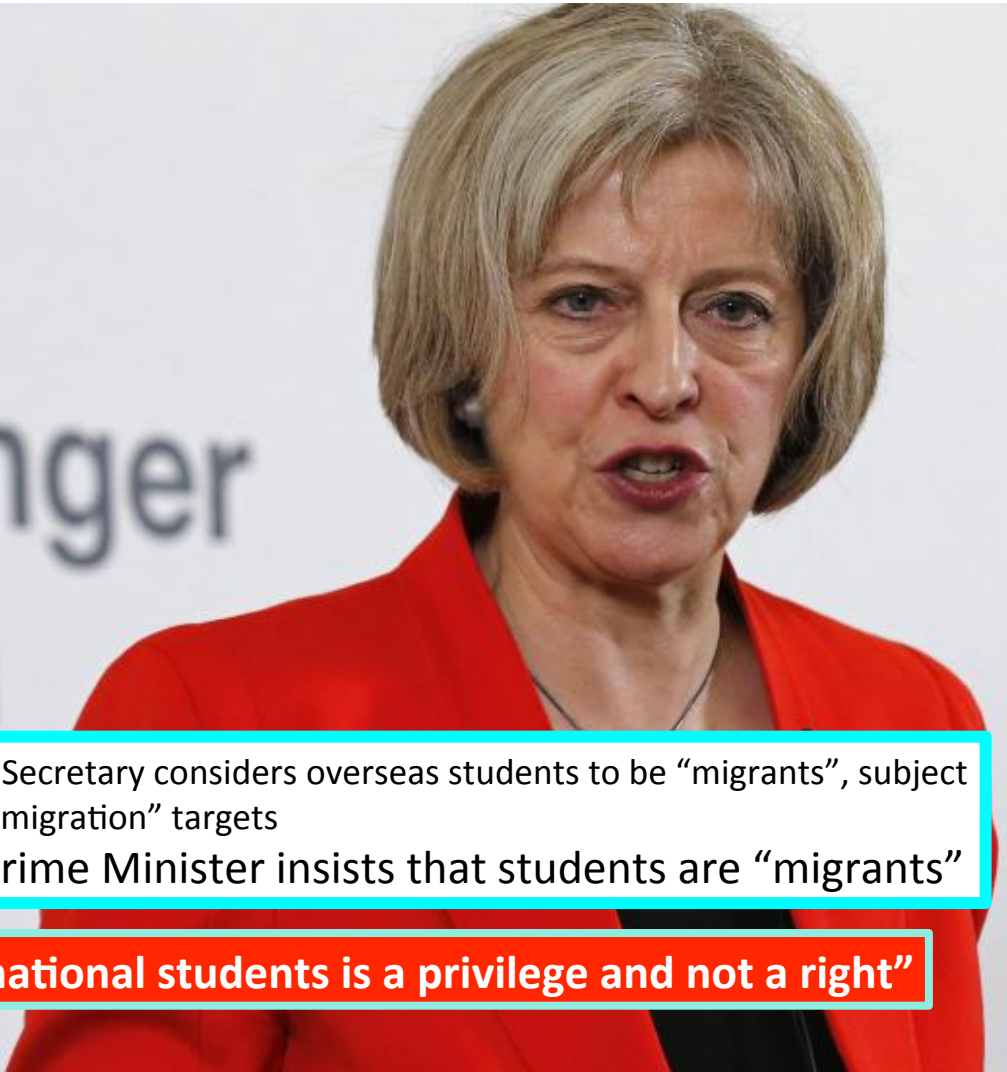 nger
Secretary considers overseas students to be “migrants”, subject
migration” targets
rime Minister insists that students are “migrants”
national students is a privilege and not a right”